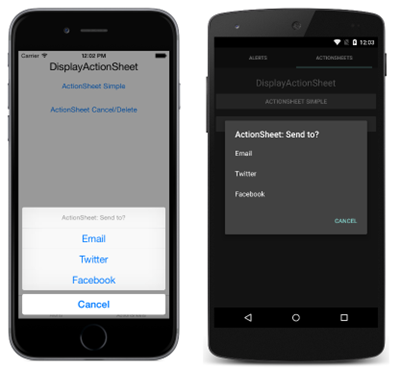 Carrier 12:02 PM
DisplayActionSheet
ActionSheet Simple
ActionSheet Cancel/Delete
ActionSheet: Send to?
Email
Twitter
Facebook
Cancel
12:03
ALERTS ACTIONSHEETS
DisplayActionSheet
ACTIONSHEET SIMPLE
ActionSheet: Send to?
Email
Twitter
Facebook
CANCEL